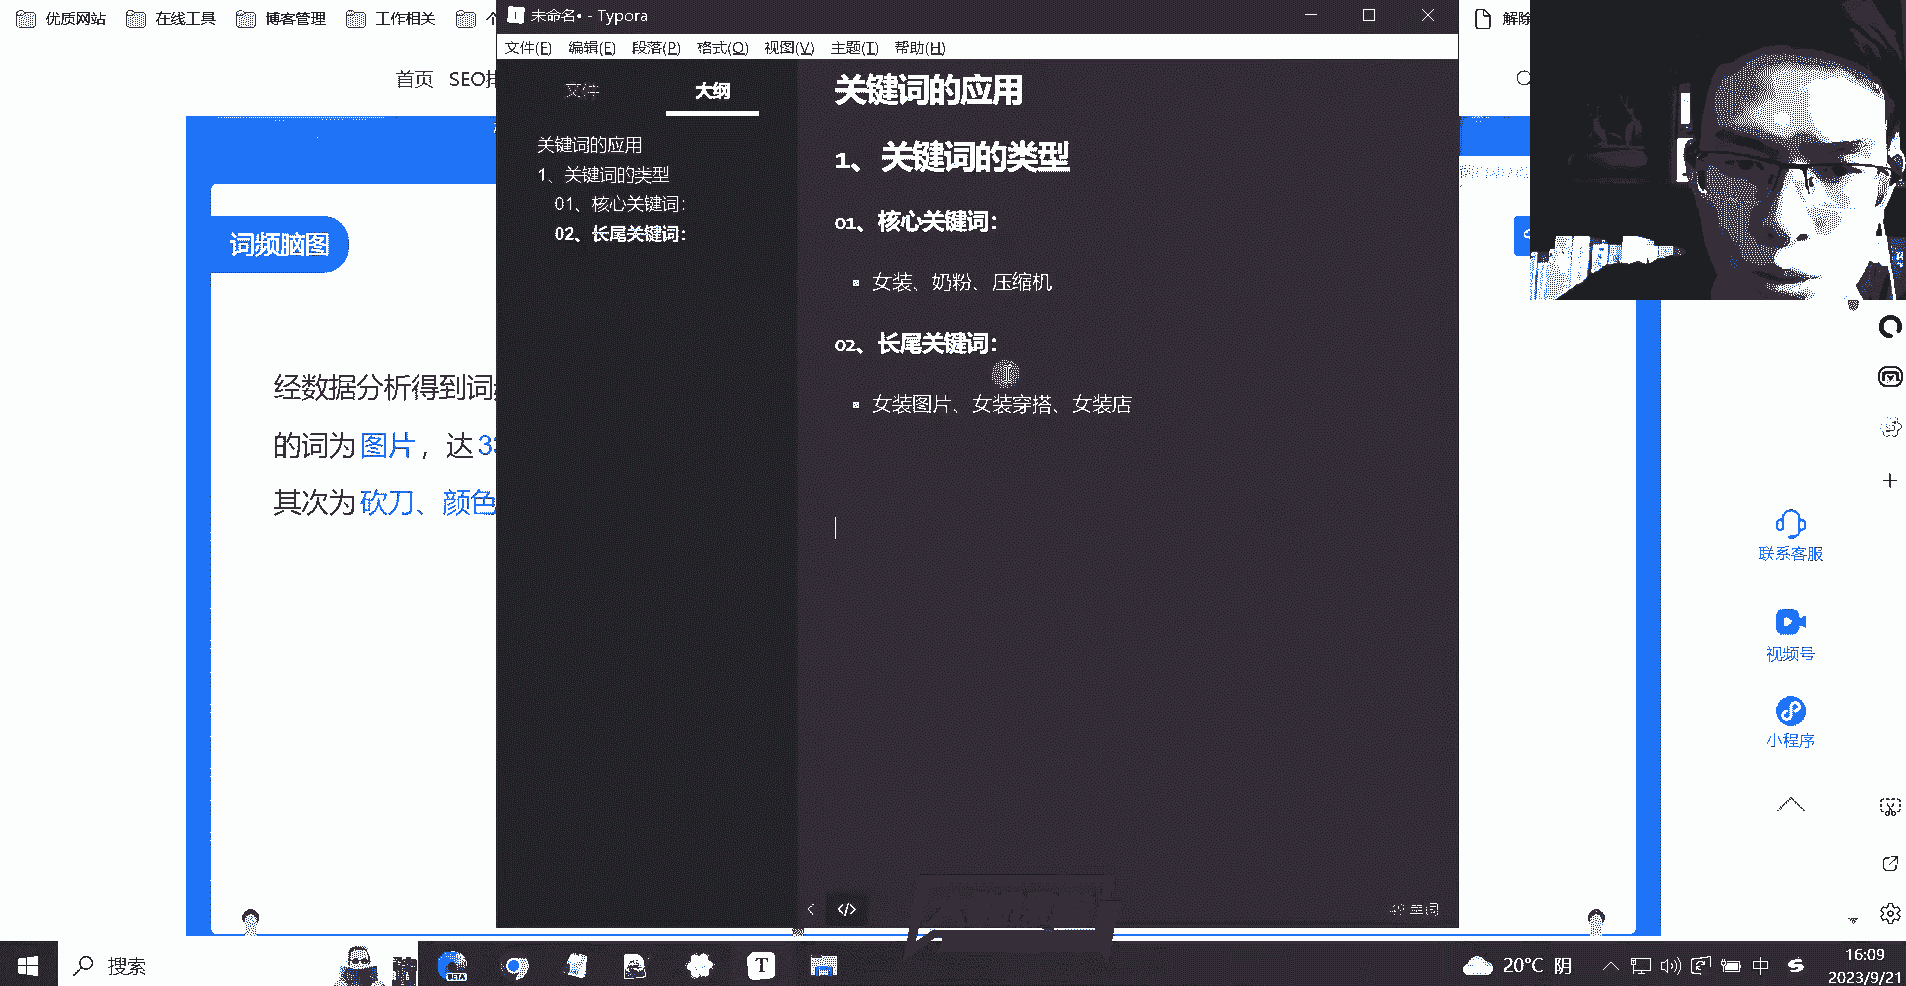 优质网站
在线工具
博客管理
工作相关
未命名• - Typora
解除
文件(F) 编辑(E) 段落(P) 格式(O) 视图(V) 主题(T) 帮助(H)
首页 SEO
文件
大纲
关键词的应用
1、关键词的类型
01、核心关键词：
02、长尾关键词：
关键词的应用
1、关键词的类型
01、核心关键词：
女装、奶粉、压缩机
02、长尾关键词：
女装图片、女装穿搭、女装店
词频脑图
经数据分析得到词
的词为 图片，达
其次为 砍刀、颜色
联系客服
视频号
小程序
</>
搜索
BETA
T
20°C 阴
中
16:09
2023/9/21